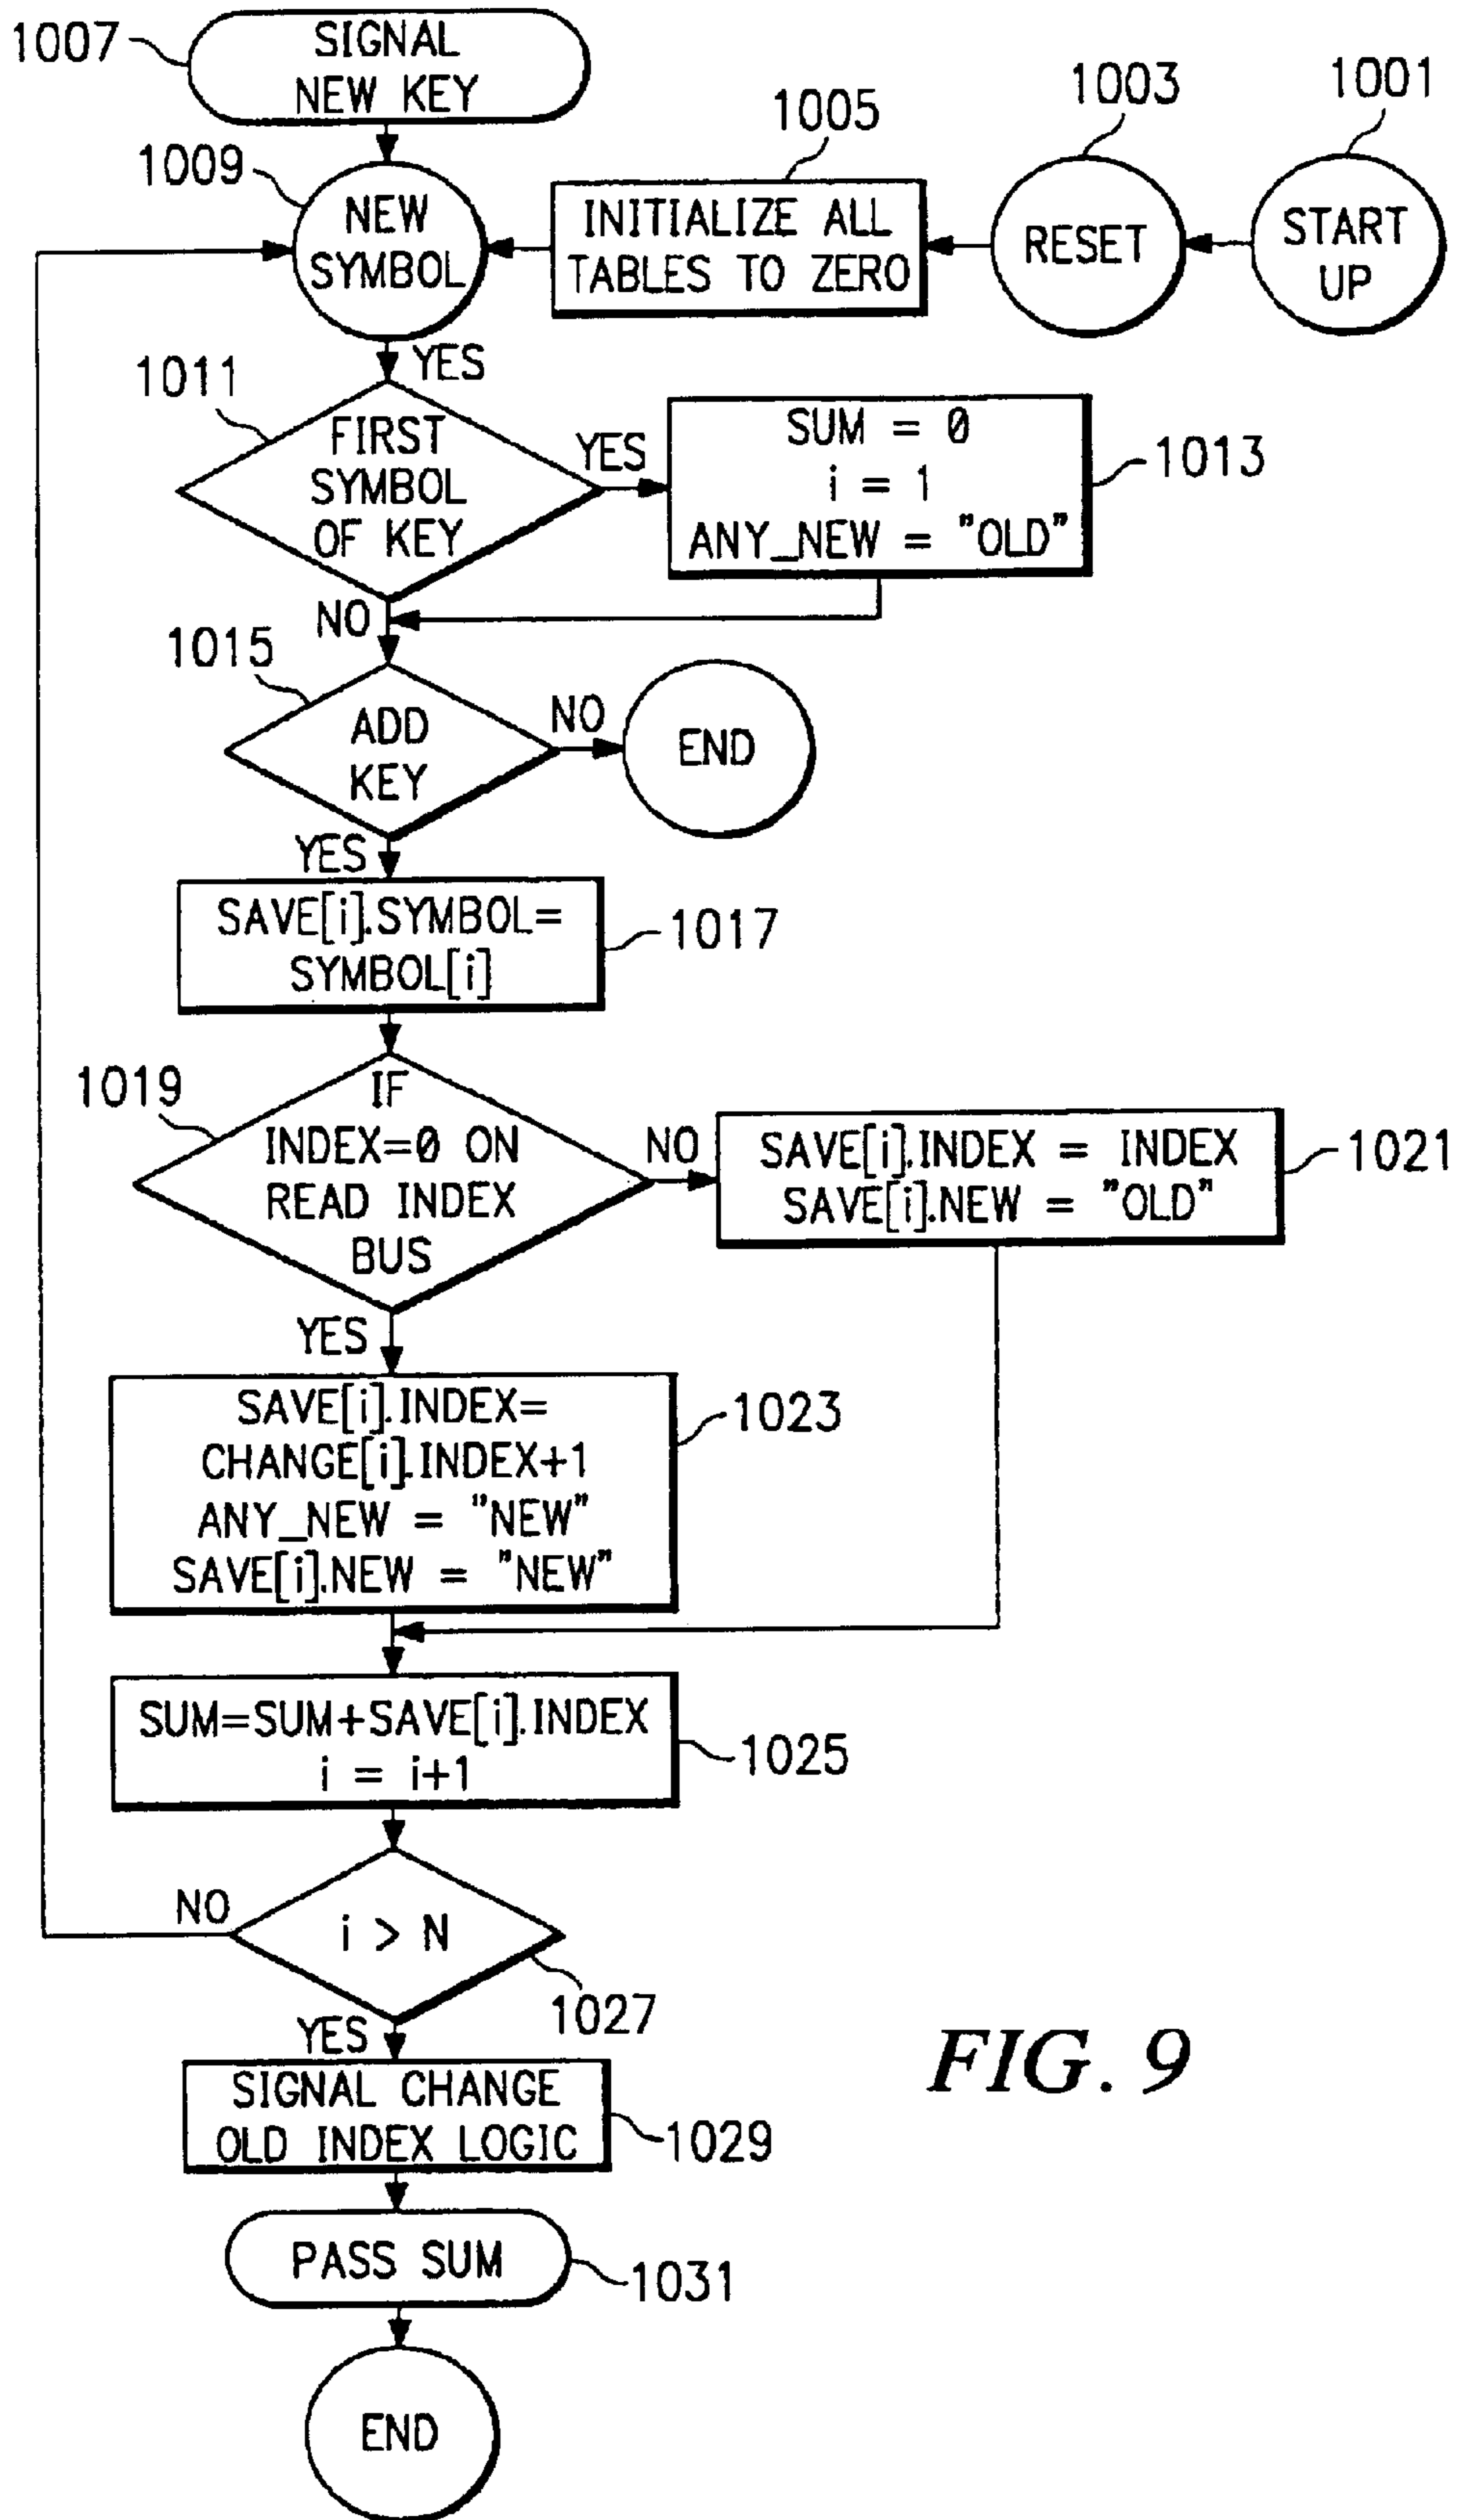 1007
SIGNAL
NEW KEY
1009
NEW
SYMBOL
1005
INITIALIZE ALL
TABLES TO ZERO
1003
RESET
1001
START
UP
YES
1011
FIRST
SYMBOL
OF KEY
YES
SUM = 0
i = 1
ANY_NEW = "OLD"
1013
NO
1015
ADD
KEY
NO
END
YES
SAVE[i].SYMBOL=
SYMBOL[i]
1017
1019
IF
INDEX=0 ON
READ INDEX
BUS
NO
SAVE[i].INDEX = INDEX
SAVE[i].NEW = "OLD"
1021
YES
SAVE[i].INDEX=
CHANGE[i].INDEX+1
ANY_NEW = "NEW"
SAVE[i].NEW = "NEW"
1023
SUM=SUM+SAVE[i].INDEX
i = i+1
1025
NO
i > N
1027
YES
SIGNAL CHANGE
OLD INDEX LOGIC
1029
PASS SUM
1031
END
FIG. 9